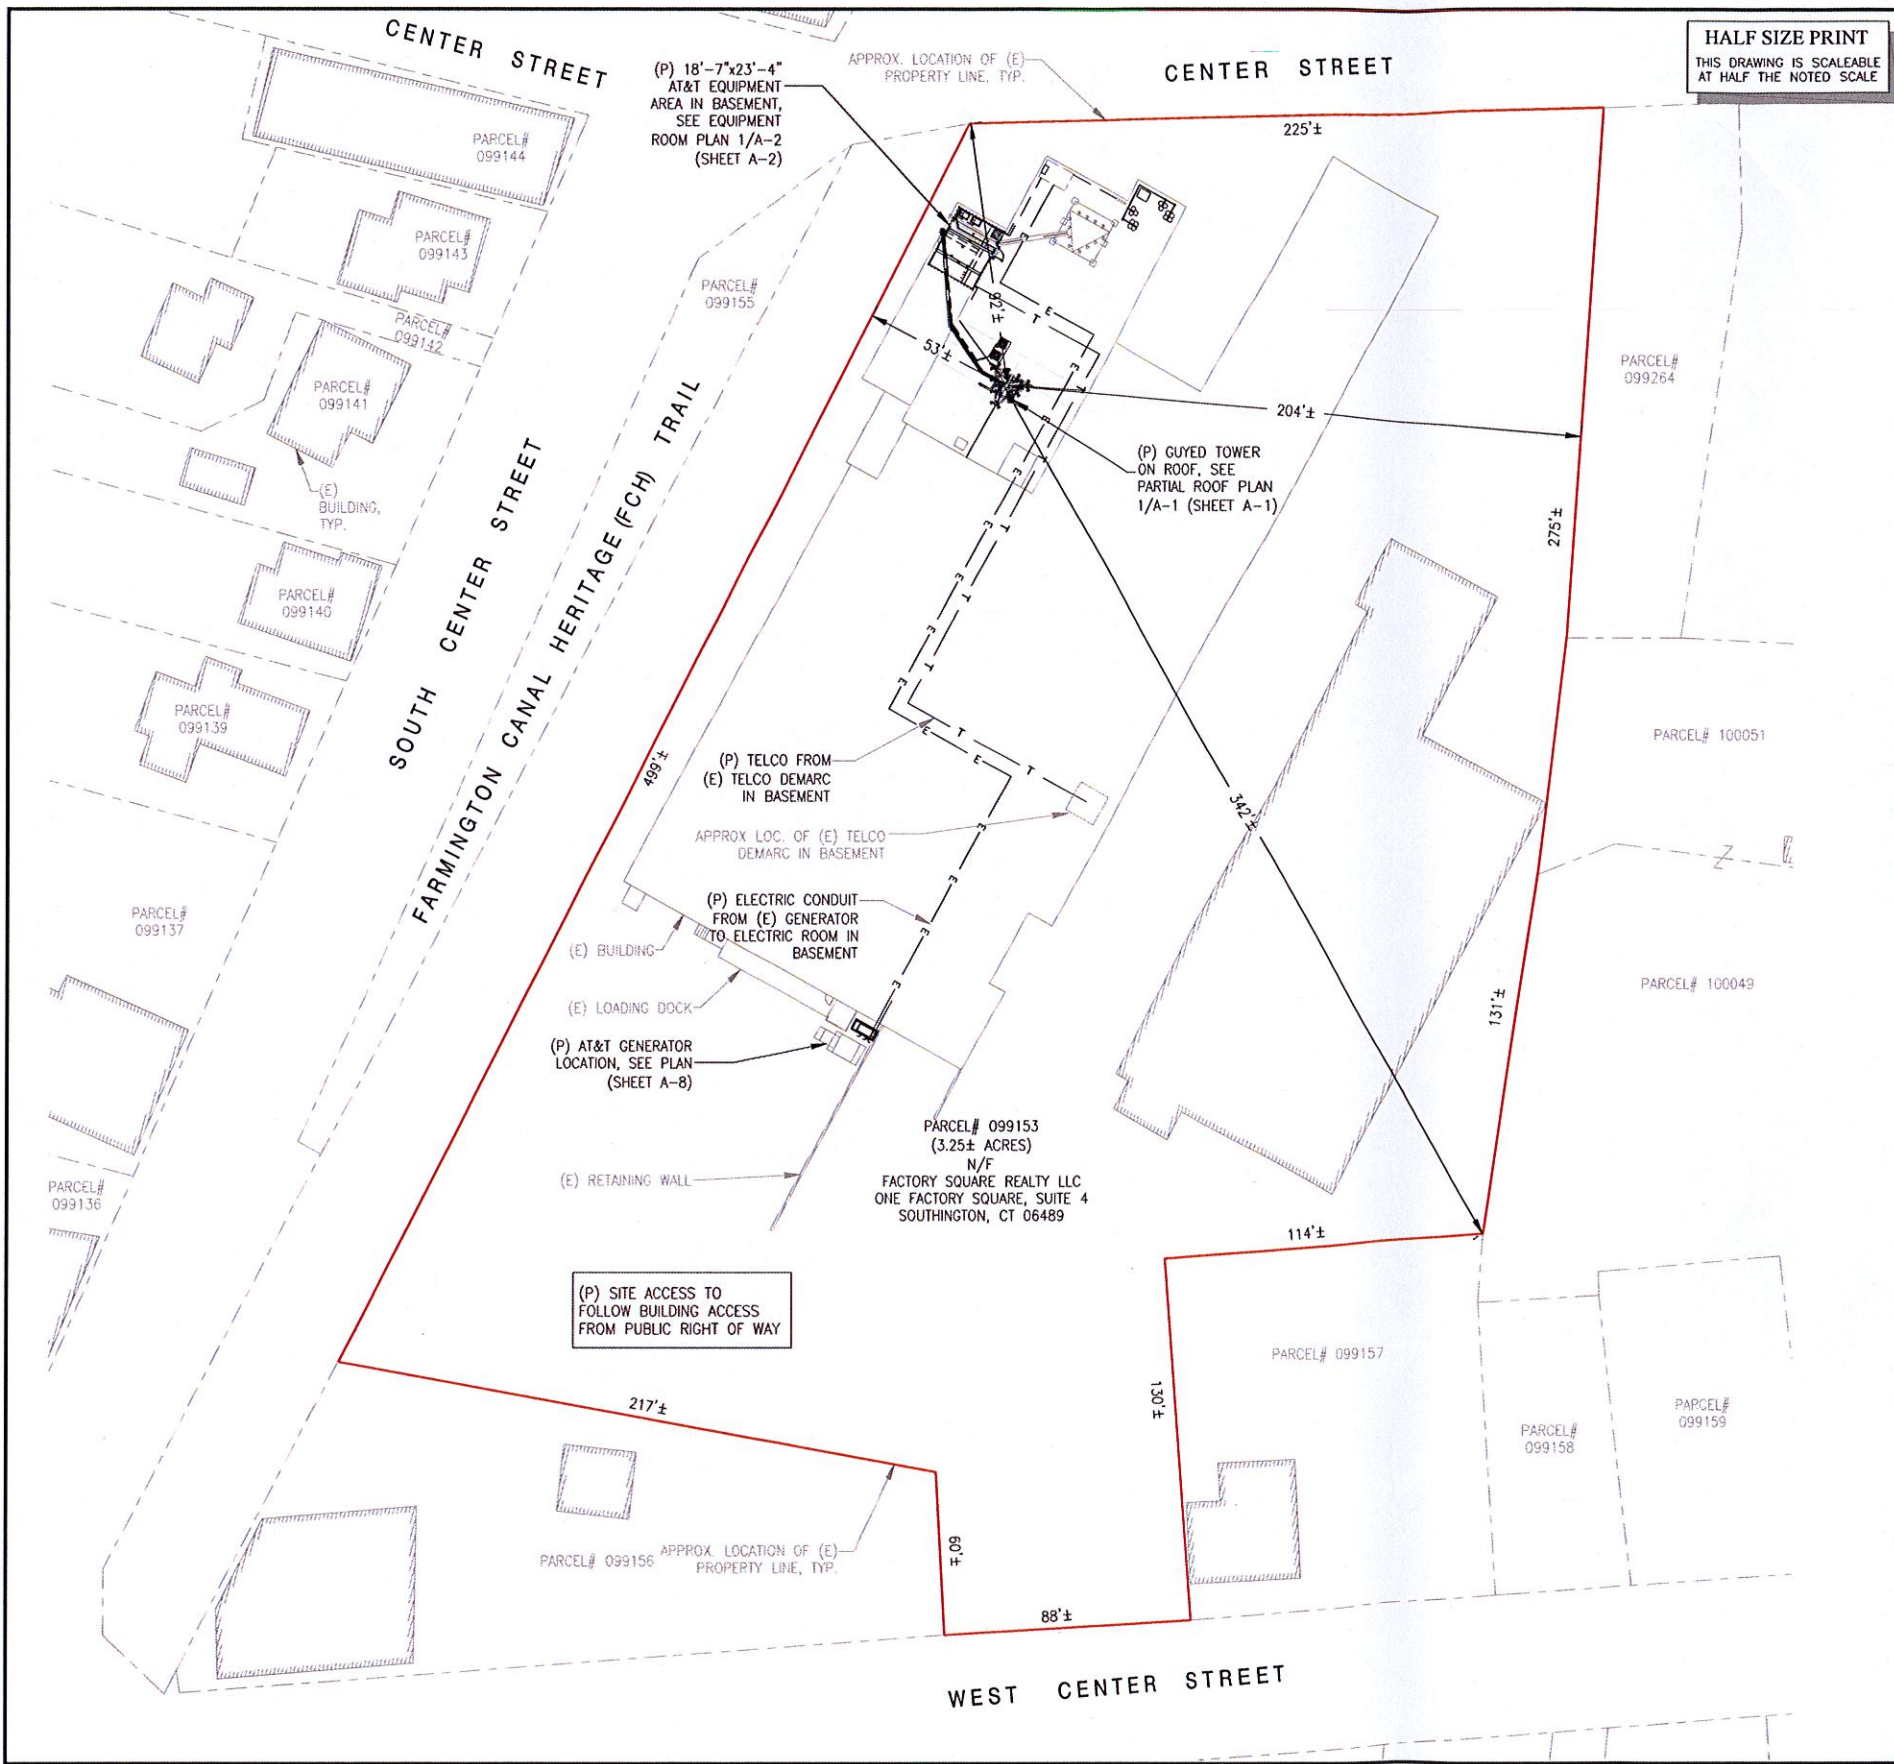 CENTER STREET
(P) 18'-7"x23'-4"
AT&T EQUIPMENT
AREA IN BASEMENT,
SEE EQUIPMENT
ROOM PLAN 1/A-2
(SHEET A-2)
APPROX. LOCATION OF (E)
PROPERTY LINE, TYP.
CENTER STREET
HALF SIZE PRINT
THIS DRAWING IS SCALEABLE
AT HALF THE NOTED SCALE
225'±
PARCEL#
099144
PARCEL#
099143
PARCEL#
099142
PARCEL#
099155
PARCEL#
099141
(E)
BUILDING,
TYP.
PARCEL#
099140
PARCEL#
099139
SOUTH CENTER STREET
FARMINGTON CANAL HERITAGE (FCH) TRAIL
92'±
53'±
204'±
E
T
E
T
E
(P) GUYED TOWER
ON ROOF, SEE
PARTIAL ROOF PLAN
1/A-1 (SHEET A-1)
PARCEL#
099264
275'±
E
T
E
T
E
T
E
T
E
T
E
T
E
T
499'±
342'±
PARCEL# 100051
(P) TELCO FROM
(E) TELCO DEMARC
IN BASEMENT
APPROX LOC. OF (E) TELCO
DEMARC IN BASEMENT
E
(P) ELECTRIC CONDUIT
FROM (E) GENERATOR
TO ELECTRIC ROOM IN
BASEMENT
E
E
E
Z
PARCEL#
099137
(E) BUILDING
(E) LOADING DOCK
(P) AT&T GENERATOR
LOCATION, SEE PLAN
(SHEET A-8)
PARCEL# 100049
131'±
PARCEL# 099153
(3.25± ACRES)
N/F
FACTORY SQUARE REALTY LLC
ONE FACTORY SQUARE, SUITE 4
SOUTHINGTON, CT 06489
(E) RETAINING WALL
PARCEL#
099136
114'±
(P) SITE ACCESS TO
FOLLOW BUILDING ACCESS
FROM PUBLIC RIGHT OF WAY
217'±
130'±
PARCEL# 099157
PARCEL#
099158
PARCEL#
099159
PARCEL# 099156
APPROX. LOCATION OF (E)
PROPERTY LINE, TYP.
60'±
88'±
WEST CENTER STREET